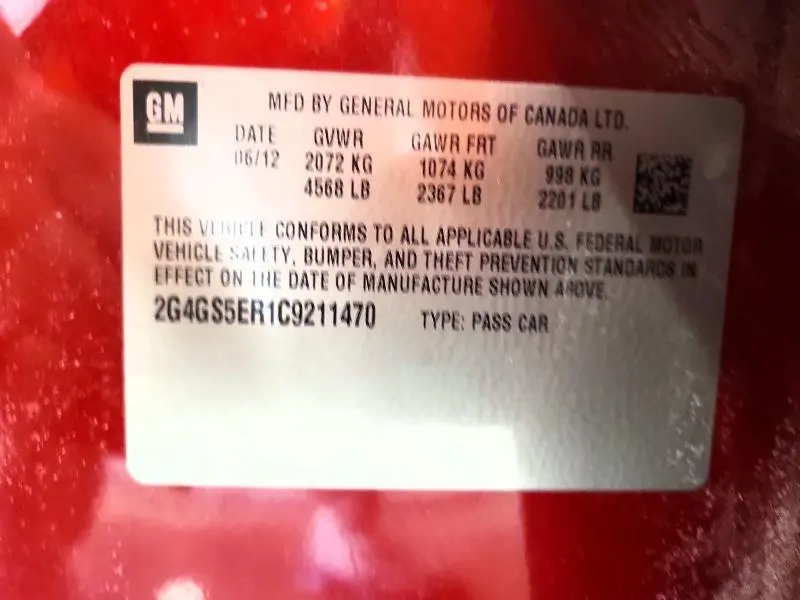 GM
MFD BY GENERAL MOTORS OF CANADA LTD.
DATE GVWR GAWR FRT GAWR RR
06/12 2072 KG 1074 KG 998 KG
4568 LB 2367 LB 2201 LB
THIS VEHICLE CONFORMS TO ALL APPLICABLE U.S. FEDERAL MOTOR
VEHICLE SAFETY, BUMPER, AND THEFT PREVENTION STANDARDS IN
EFFECT ON THE DATE OF MANUFACTURE SHOWN ABOVE.
2G4GS5ER1C9211470 TYPE: PASS CAR